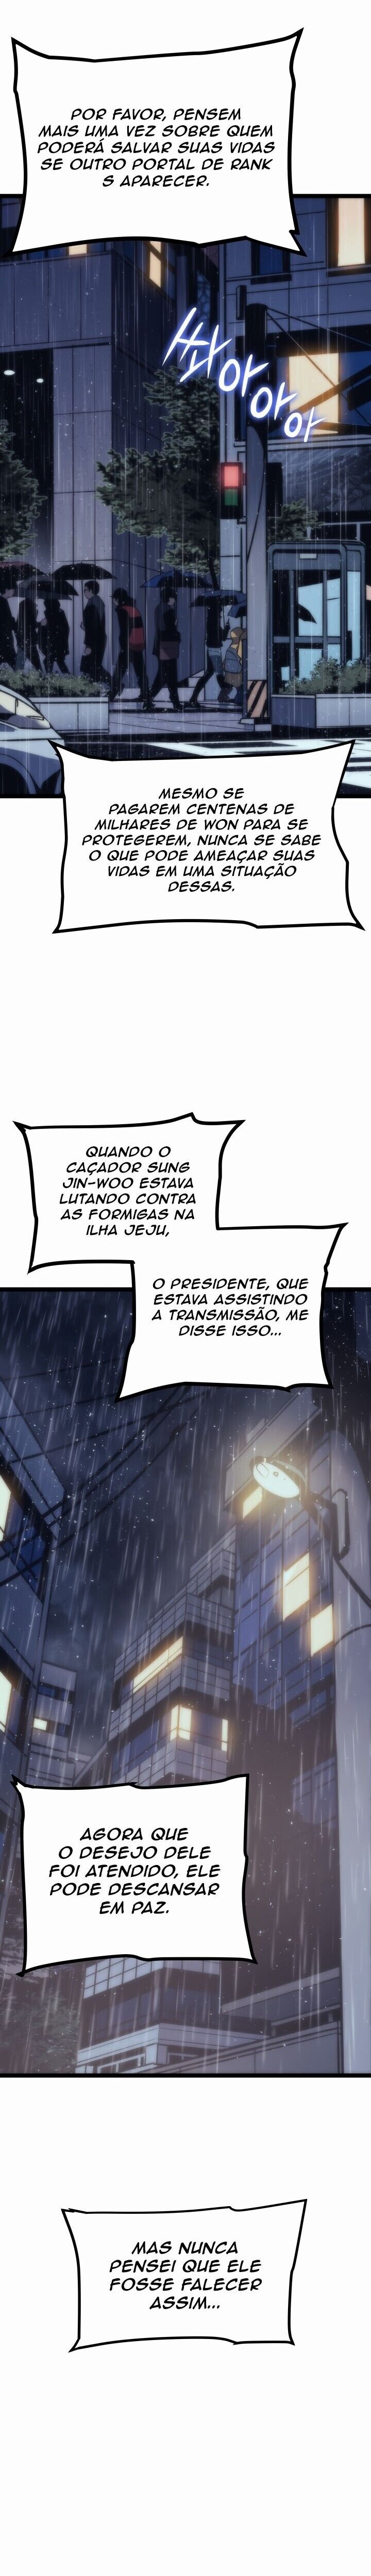 POR FAVOR, PENSEM
MAIS UMA VEZ SOBRE QUEM
PODERÁ SALVAR SUAS VIDAS
SE OUTRO PORTAL DE RANK
S APARECER.
쏴아아아
MESMO SE
PAGAREM CENTENAS DE
MILHARES DE WON PARA SE
PROTEGEREM, NUNCA SE SABE
O QUE PODE AMEAÇAR SUAS
VIDAS EM UMA SITUAÇÃO
DESSAS.
QUANDO O
CAÇADOR SUNG
JIN-WOO ESTAVA
LUTANDO CONTRA
AS FORMIGAS NA
ILHA JEJU,
O PRESIDENTE, QUE
ESTAVA ASSISTINDO
A TRANSMISSÃO, ME
DISSE ISSO...
AGORA QUE
O DESEJO DELE
FOI ATENDIDO, ELE
PODE DESCANSAR
EM PAZ.
MAS NUNCA
PENSEI QUE ELE
FOSSE FALECER
ASSIM...